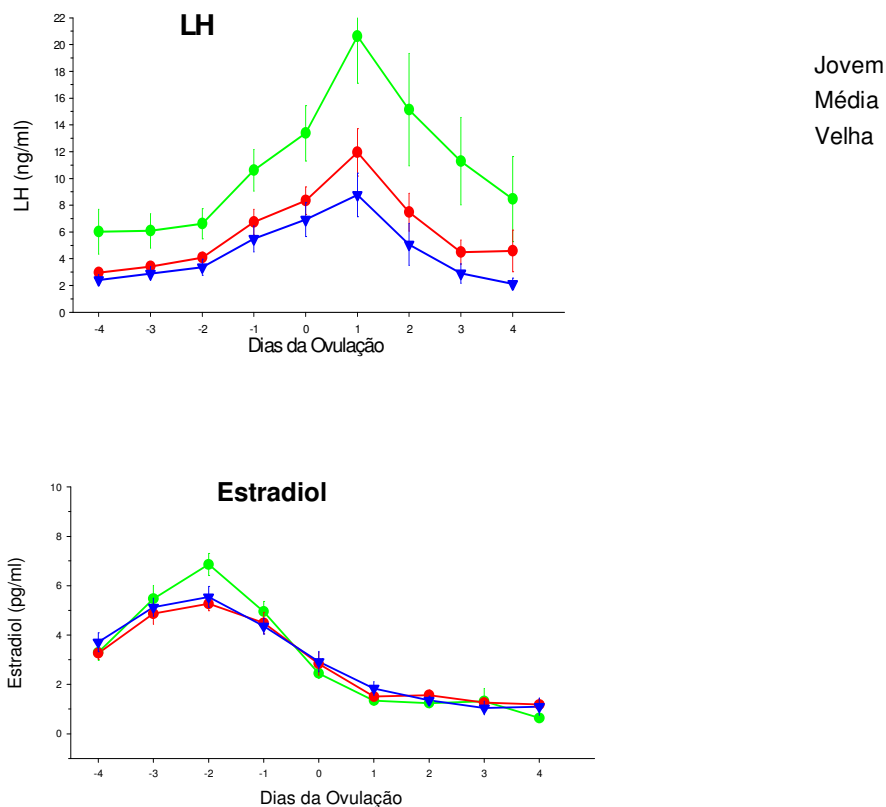 LH
Jovem
Média
Velha
LH (ng/ml)
22
20
18
16
14
12
10
8
6
4
2
0
-4 -3 -2 -1 0 1 2 3 4
Dias da Ovulação
Estradiol
Estradiol (pg/ml)
10
8
6
4
2
0
-4 -3 -2 -1 0 1 2 3 4
Dias da Ovulação